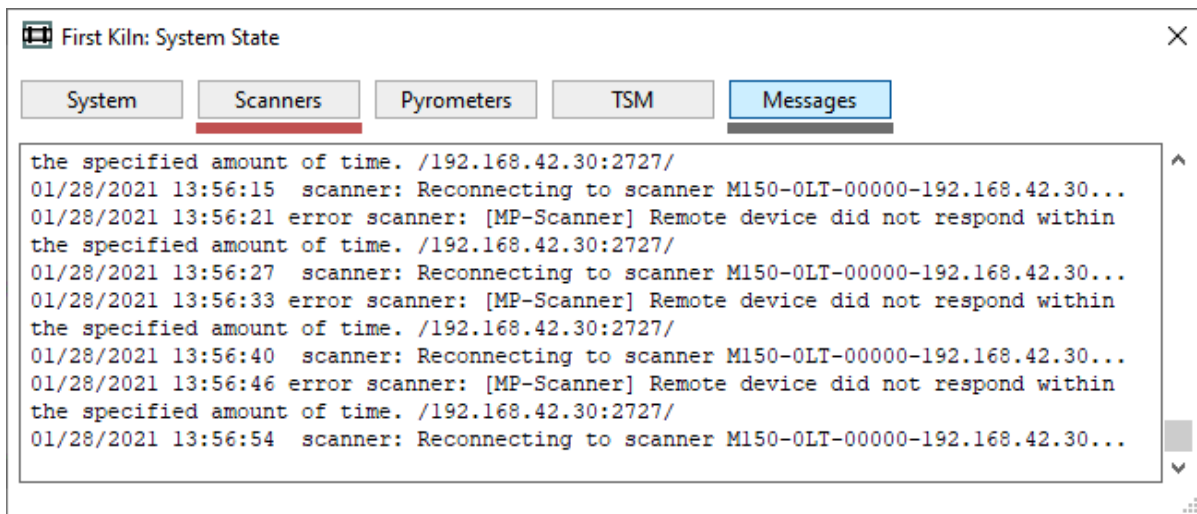 First Kiln: System State
System Scanners Pyrometers TSM Messages
the specified amount of time. /192.168.42.30:2727/
01/28/2021 13:56:15  scanner: Reconnecting to scanner M150-0LT-00000-192.168.42.30...
01/28/2021 13:56:21 error scanner: [MP-Scanner] Remote device did not respond within
the specified amount of time. /192.168.42.30:2727/
01/28/2021 13:56:27  scanner: Reconnecting to scanner M150-0LT-00000-192.168.42.30...
01/28/2021 13:56:33 error scanner: [MP-Scanner] Remote device did not respond within
the specified amount of time. /192.168.42.30:2727/
01/28/2021 13:56:40  scanner: Reconnecting to scanner M150-0LT-00000-192.168.42.30...
01/28/2021 13:56:46 error scanner: [MP-Scanner] Remote device did not respond within
the specified amount of time. /192.168.42.30:2727/
01/28/2021 13:56:54  scanner: Reconnecting to scanner M150-0LT-00000-192.168.42.30...